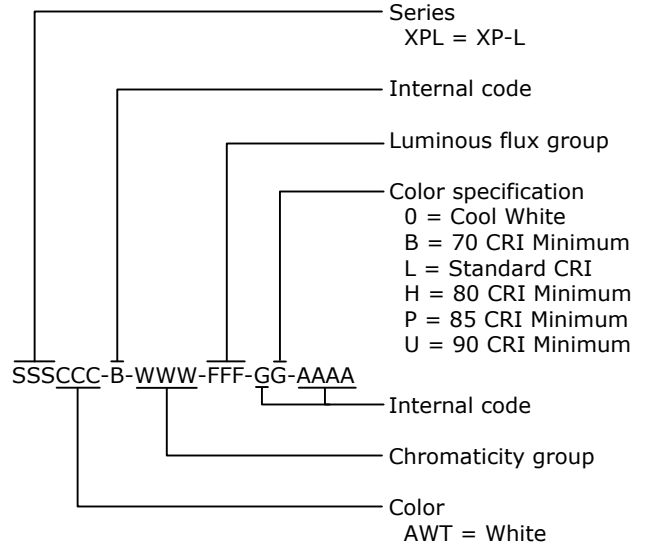 Series
XPL = XP-L
Internal code
Luminous flux group
Color specification
0 = Cool White
B = 70 CRI Minimum
L = Standard CRI
H = 80 CRI Minimum
P = 85 CRI Minimum
U = 90 CRI Minimum
SSSCCC-B-WWW-FFF-GG-AAAA
Internal code
Chromaticity group
Color
AWT = White